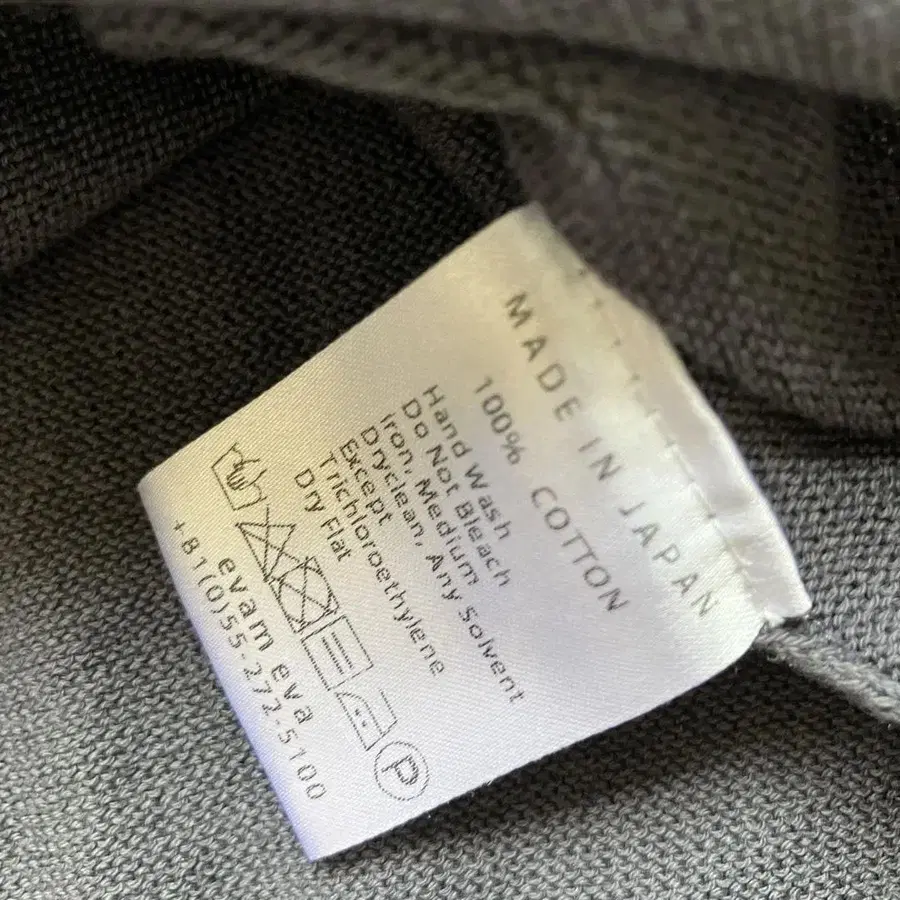 MADE IN JAPAN
100% COTTON
Hand Wash
Do Not Bleach
Iron, Medium
Dryclean, Any Solvent
Except
Trichloroethylene
Dry Flat
P
evam eva
+81(0)55-272-5100